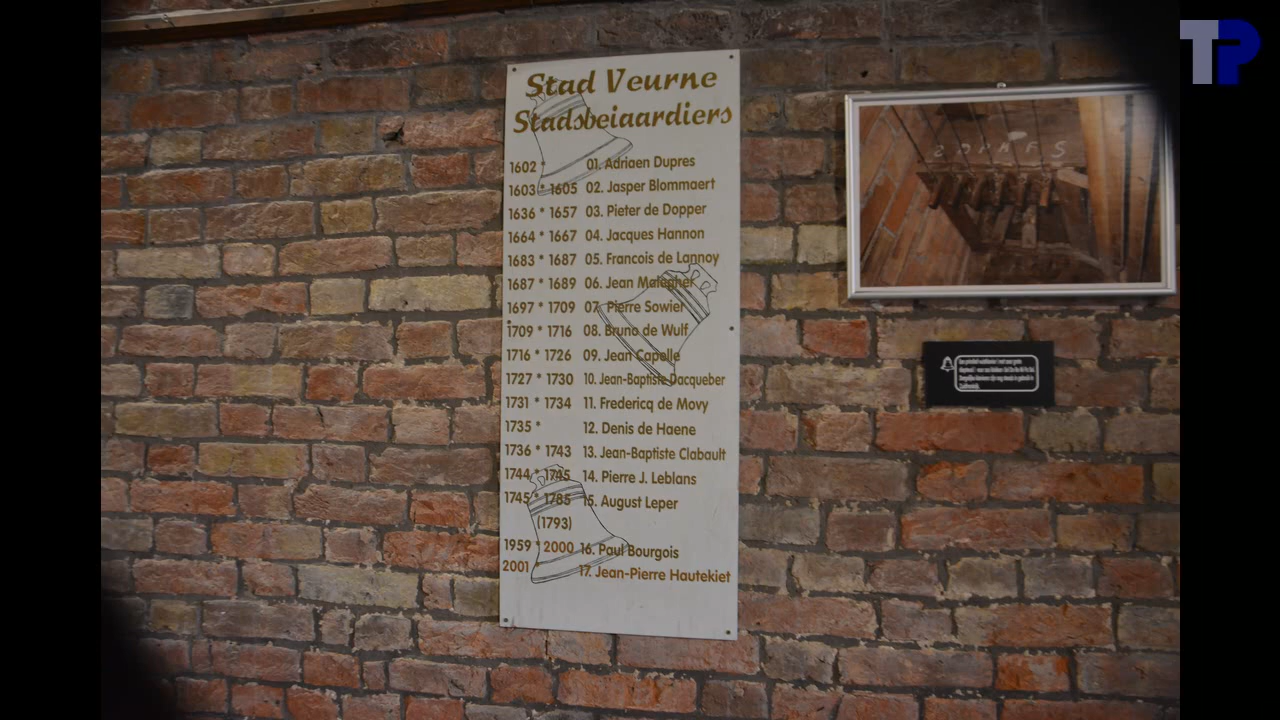 Stad Veurne
Stadsbeiaardiers
1602 * 01. Adriaen Dupres
1603 * 1605 02. Jasper Blommaert
1636 * 1657 03. Pieter de Dopper
1664 * 1667 04. Jacques Hannon
1683 * 1687 05. Francois de Lannoy
1687 * 1689 06. Jean
1697 * 1709 07. Pierre Sowier
1709 * 1716 08. Bruno de Wulf
1716 * 1726 09. Jean Capelle
1727 * 1730 10. Jean-Baptiste Dacqueber
1731 * 1734 11. Fredericq de Movy
1735 * 12. Denis de Haene
1736 * 1743 13. Jean-Baptiste Clabault
1744 * 1745 14. Pierre J. Leblans
1745 * 1785 15. August Leper
(1793)
1959 * 2000 16. Paul Bourgois
2001 * 17. Jean-Pierre Hautekiet
TP